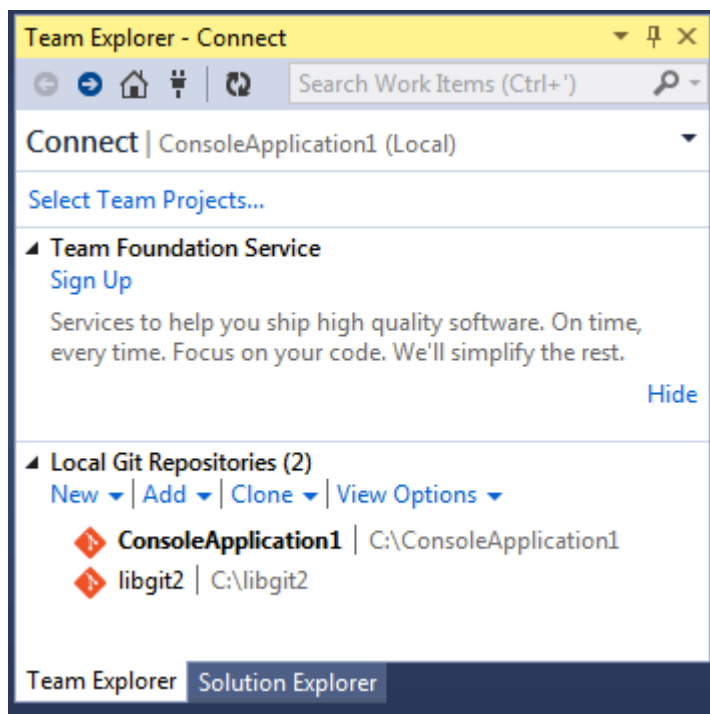 Team Explorer - Connect
Search Work Items (Ctrl+')
Connect | ConsoleApplication1 (Local)
Select Team Projects...
Team Foundation Service
Sign Up
Services to help you ship high quality software. On time,
every time. Focus on your code. We'll simplify the rest.
Hide
Local Git Repositories (2)
New | Add | Clone | View Options
ConsoleApplication1 | C:\ConsoleApplication1
libgit2 | C:\libgit2
Team Explorer Solution Explorer